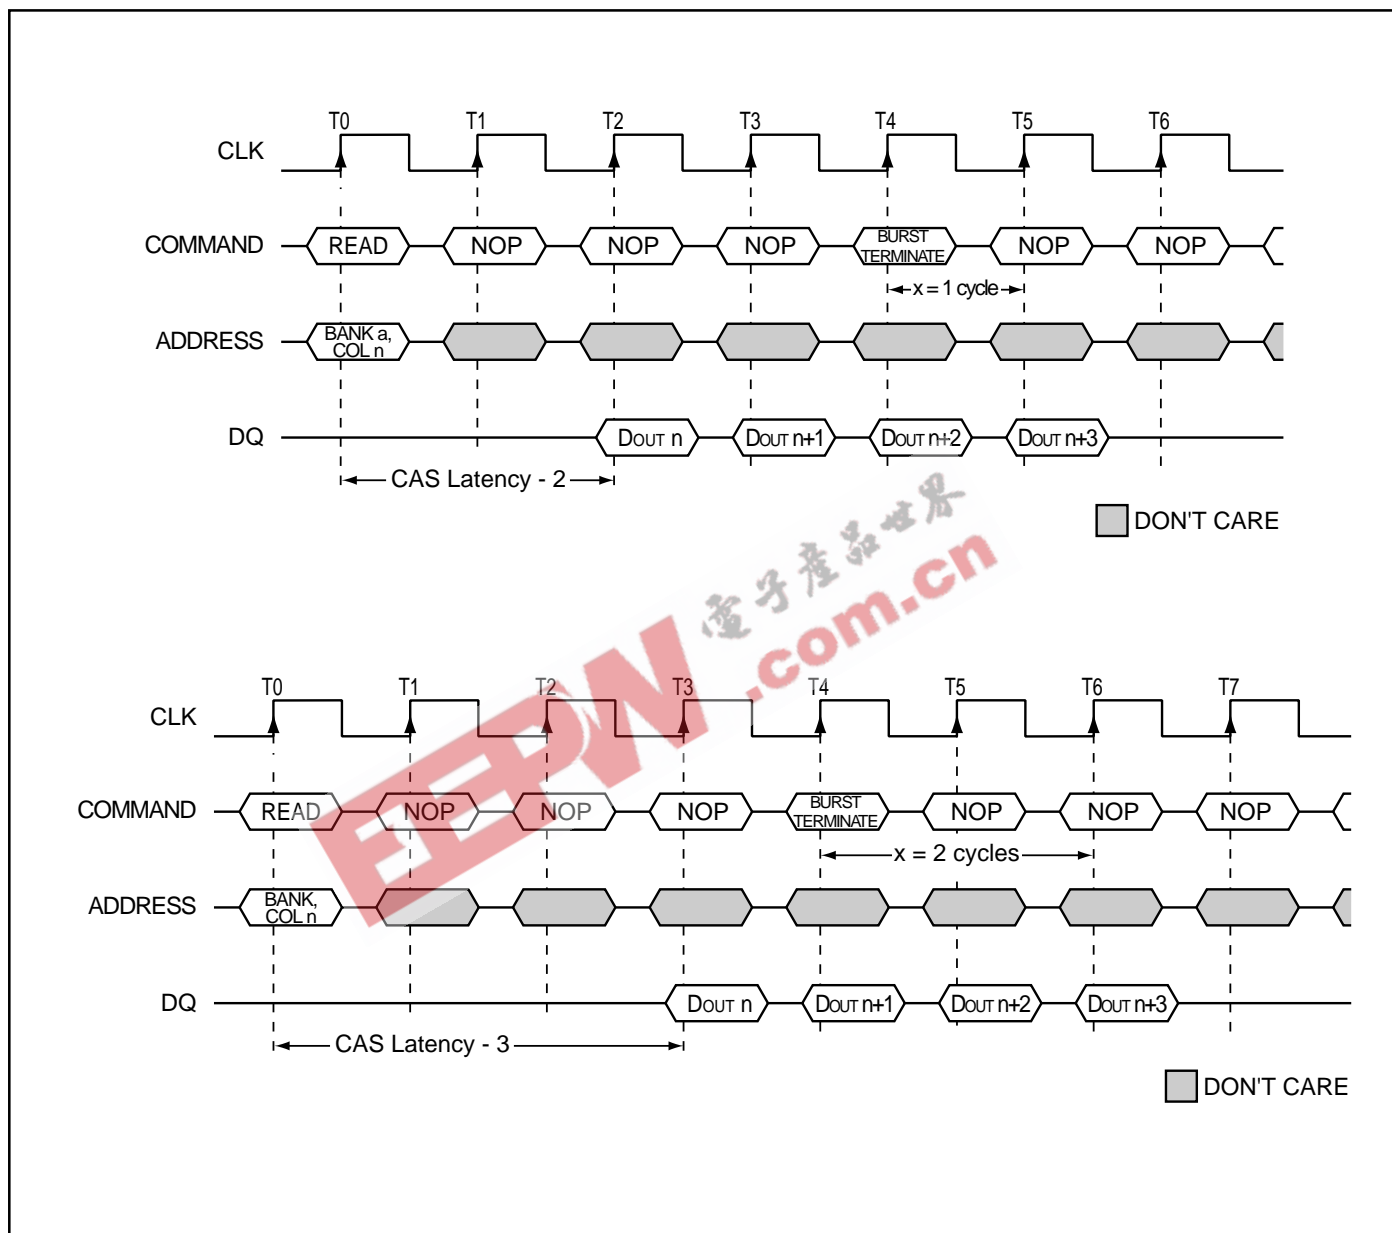 T0 T1 T2 T3 T4 T5 T6
CLK
COMMAND READ NOP NOP NOP BURST TERMINATE NOP NOP
x = 1 cycle
ADDRESS BANK a, COL n
DQ DOUT n DOUT n+1 DOUT n+2 DOUT n+3
CAS Latency - 2
DON'T CARE
電子產品世界
EEPW.com.cn
T0 T1 T2 T3 T4 T5 T6 T7
CLK
COMMAND READ NOP NOP NOP BURST TERMINATE NOP NOP NOP
x = 2 cycles
ADDRESS BANK, COL n
DQ DOUT n DOUT n+1 DOUT n+2 DOUT n+3
CAS Latency - 3
DON'T CARE